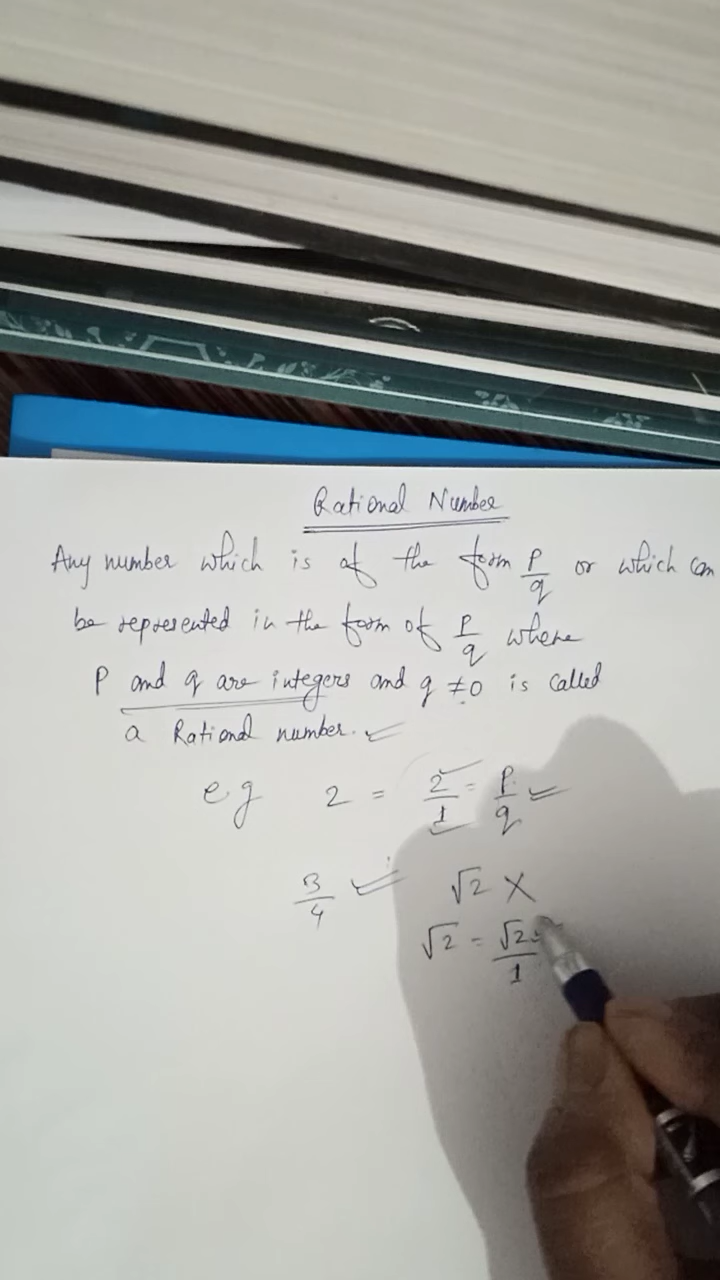 Rational Number
Any number which is of the form P/q or which can
be represented in the form of P/q where
P and q are integers and q ≠ 0 is called
a Rational number. ✓
eg 2 = 2/1 = P/q ✓
3/4 ✓ √2 ×
√2 = √2/1